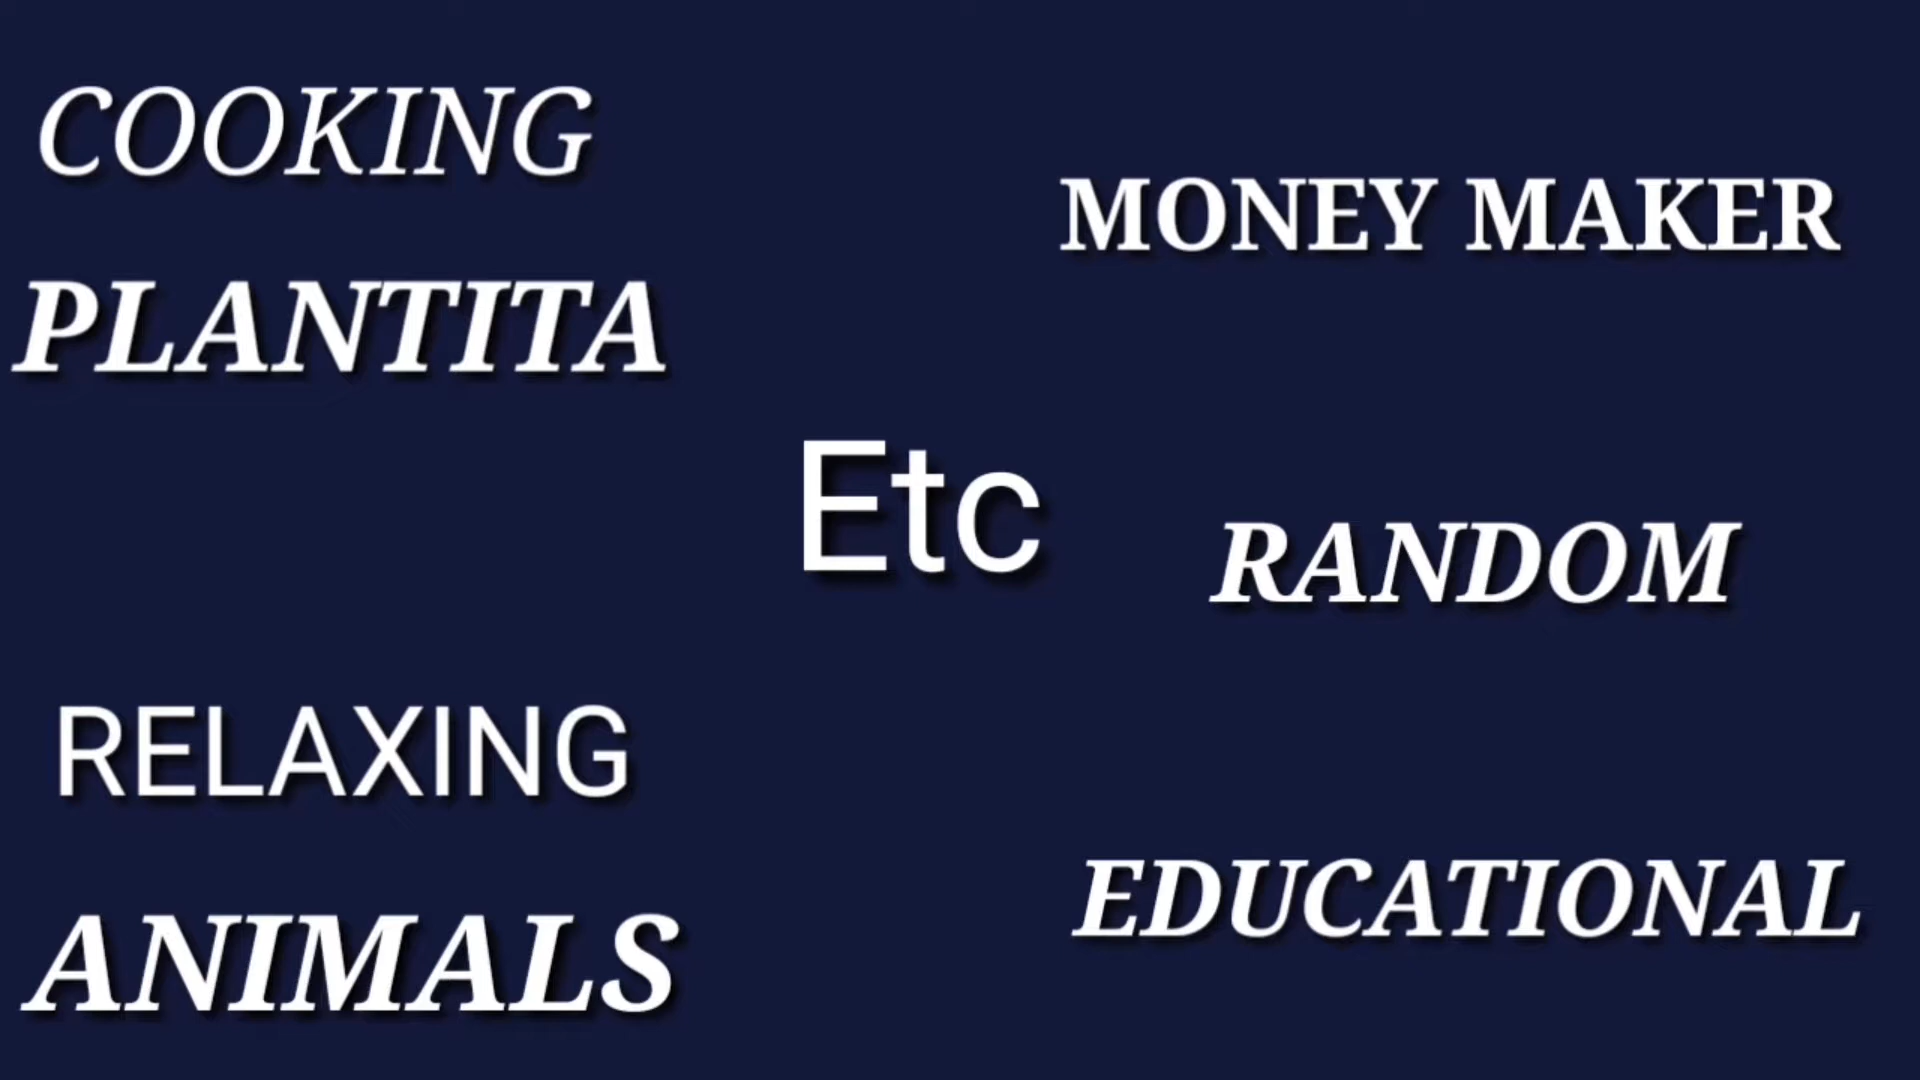 COOKING
MONEY MAKER
PLANTITA
Etc
RANDOM
RELAXING
EDUCATIONAL
ANIMALS